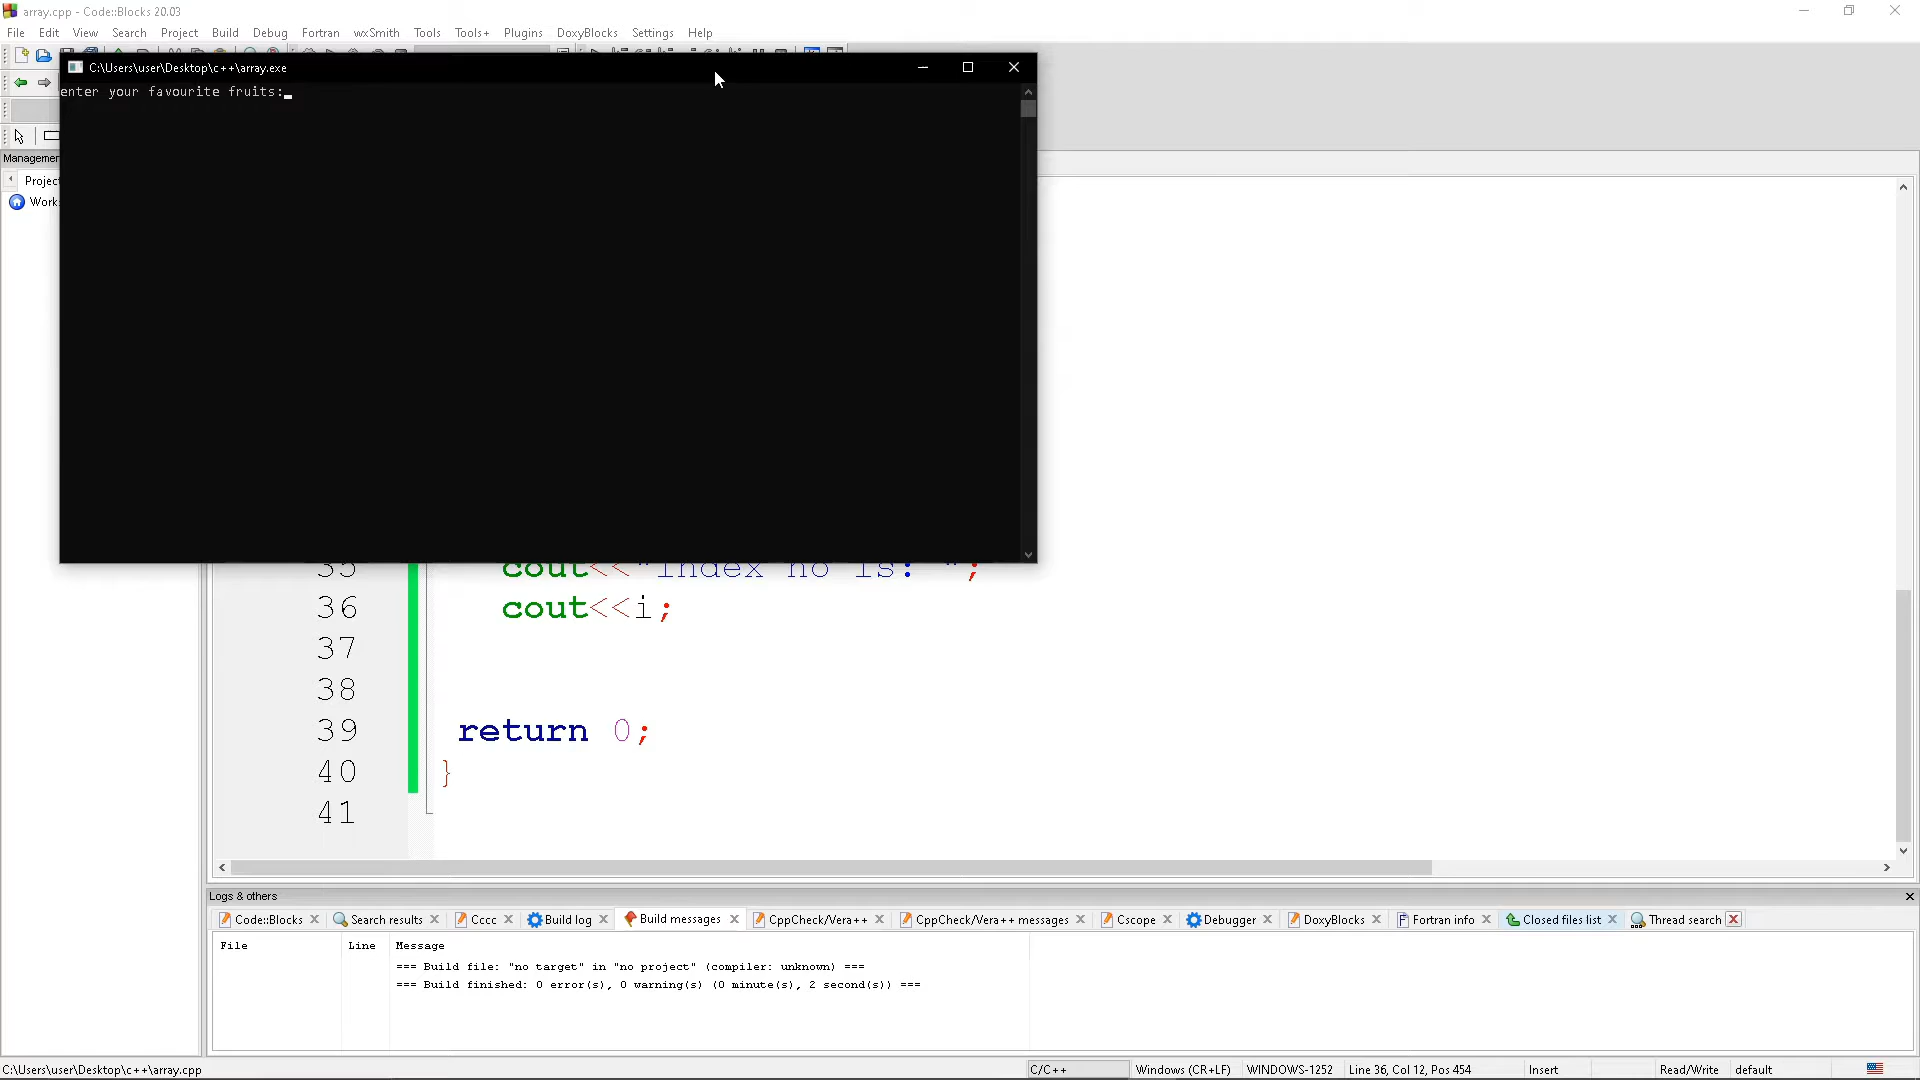 array.cpp - Code::Blocks 20.03
File Edit View Search Project Build Debug Fortran wxSmith Tools Tools+ Plugins DoxyBlocks Settings Help
C:\Users\user\Desktop\c++\array.exe
enter your favourite fruits:
Managemen
Project
Work
35 cout<<"index no is: ";
36 cout<<i;
37
38
39 return 0;
40 }
41
Logs & others
Code::Blocks Search results Cccc Build log Build messages CppCheck/Vera++ CppCheck/Vera++ messages Cscope Debugger DoxyBlocks Fortran info Closed files list Thread search
File Line Message
=== Build file: "no target" in "no project" (compiler: unknown) ===
=== Build finished: 0 error(s), 0 warning(s) (0 minute(s), 2 second(s)) ===
C:\Users\user\Desktop\c++\array.cpp C/C++ Windows (CR+LF) WINDOWS-1252 Line 36, Col 12, Pos 454 Insert Read/Write default